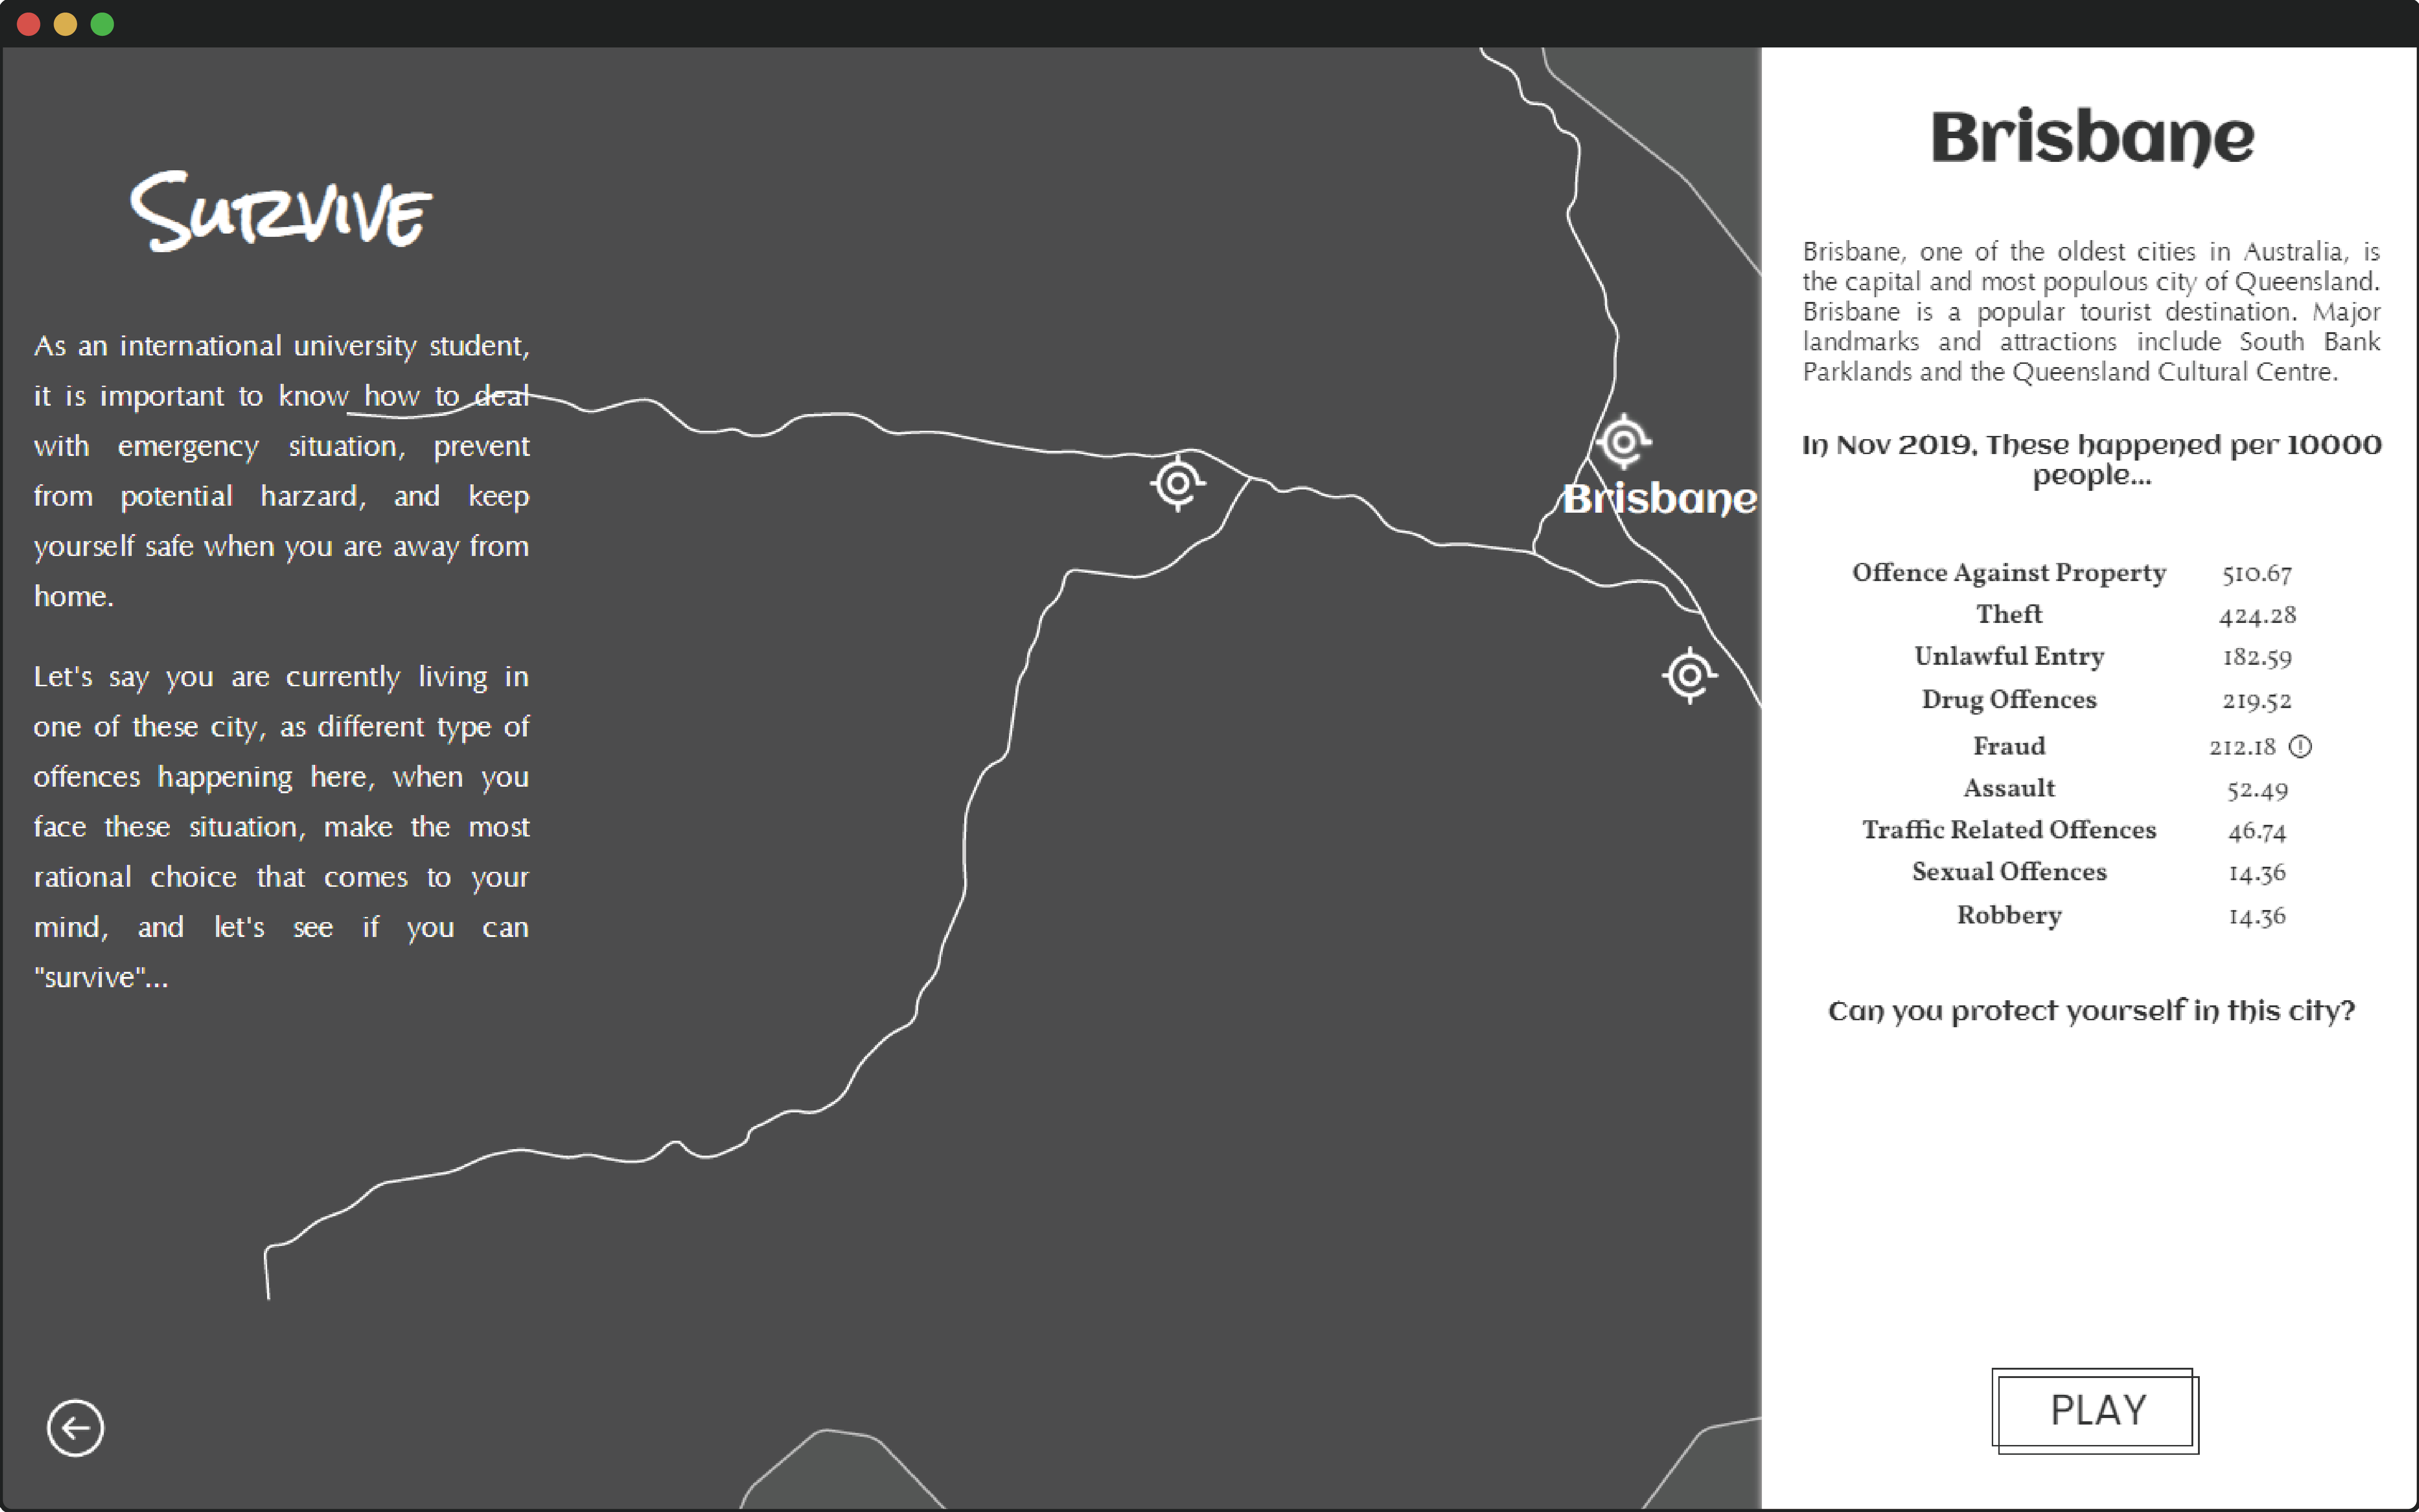 Survive
As an international university student,
it is important to know how to deal
with emergency situation, prevent
from potential harzard, and keep
yourself safe when you are away from
home.
Let's say you are currently living in
one of these city, as different type of
offences happening here, when you
face these situation, make the most
rational choice that comes to your
mind, and let's see if you can
"survive"...
Brisbane
Brisbane
Brisbane, one of the oldest cities in Australia, is
the capital and most populous city of Queensland.
Brisbane is a popular tourist destination. Major
landmarks and attractions include South Bank
Parklands and the Queensland Cultural Centre.
In Nov 2019, These happened per 10000
people...
Offence Against Property 510.67
Theft 424.28
Unlawful Entry 182.59
Drug Offences 219.52
Fraud 212.18
Assault 52.49
Traffic Related Offences 46.74
Sexual Offences 14.36
Robbery 14.36
Can you protect yourself in this city?
PLAY